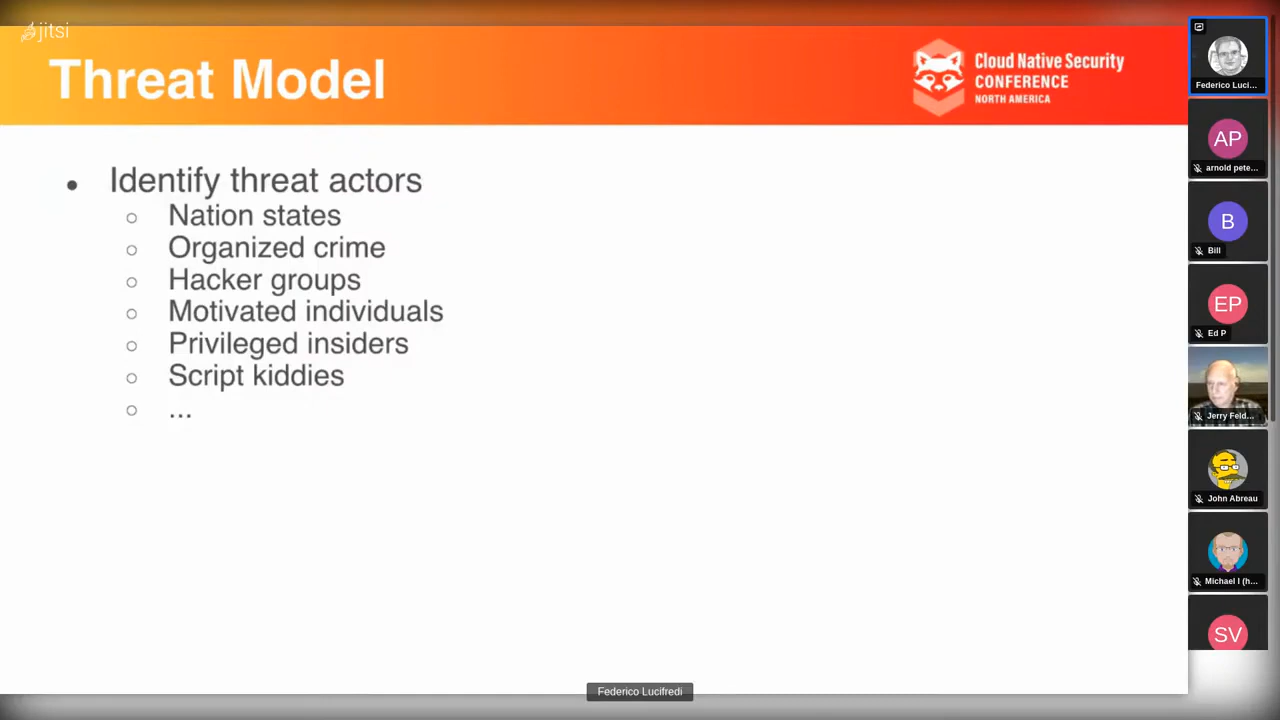 jitsi
Threat Model
Cloud Native Security
CONFERENCE
NORTH AMERICA
• Identify threat actors
○ Nation states
○ Organized crime
○ Hacker groups
○ Motivated individuals
○ Privileged insiders
○ Script kiddies
○ ...
Federico Luci...
AP
arnold pete...
B
Bill
EP
Ed P
Jerry Feld...
John Abreau
Michael I (h...
SV
Federico Lucifredi